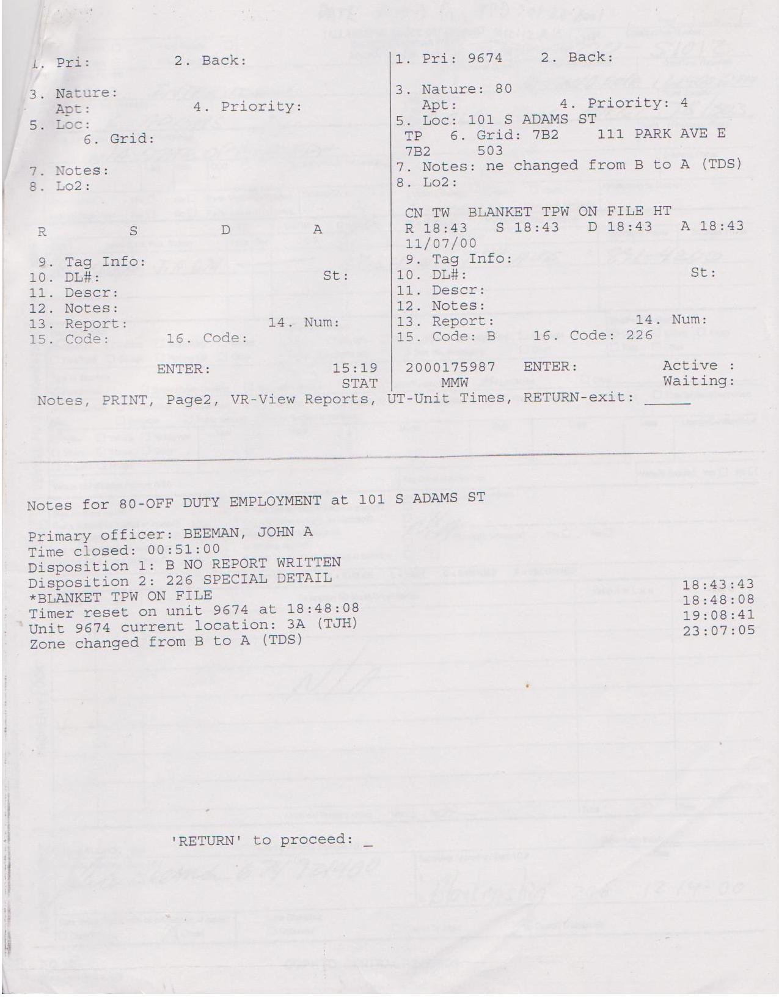 1. Pri: 2. Back:
3. Nature:
Apt: 4. Priority:
5. Loc:
6. Grid:
7. Notes:
8. Lo2:
R S D A
9. Tag Info:
10. DL#: St:
11. Descr:
12. Notes:
13. Report: 14. Num:
15. Code: 16. Code:
ENTER: 15:19
STAT
1. Pri: 9674 2. Back:
3. Nature: 80
Apt: 4. Priority: 4
5. Loc: 101 S ADAMS ST
TP 6. Grid: 7B2 111 PARK AVE E
7B2 503
7. Notes: ne changed from B to A (TDS)
8. Lo2:
CN TW BLANKET TPW ON FILE HT
R 18:43 S 18:43 D 18:43 A 18:43
11/07/00
9. Tag Info:
10. DL#: St:
11. Descr:
12. Notes:
13. Report: 14. Num:
15. Code: B 16. Code: 226
2000175987 ENTER: Active :
MMW Waiting:
Notes, PRINT, Page2, VR-View Reports, UT-Unit Times, RETURN-exit: _____
Notes for 80-OFF DUTY EMPLOYMENT at 101 S ADAMS ST
Primary officer: BEEMAN, JOHN A
Time closed: 00:51:00
Disposition 1: B NO REPORT WRITTEN
Disposition 2: 226 SPECIAL DETAIL
*BLANKET TPW ON FILE 18:43:43
Timer reset on unit 9674 at 18:48:08 18:48:08
Unit 9674 current location: 3A (TJH) 19:08:41
Zone changed from B to A (TDS) 23:07:05
'RETURN' to proceed: _